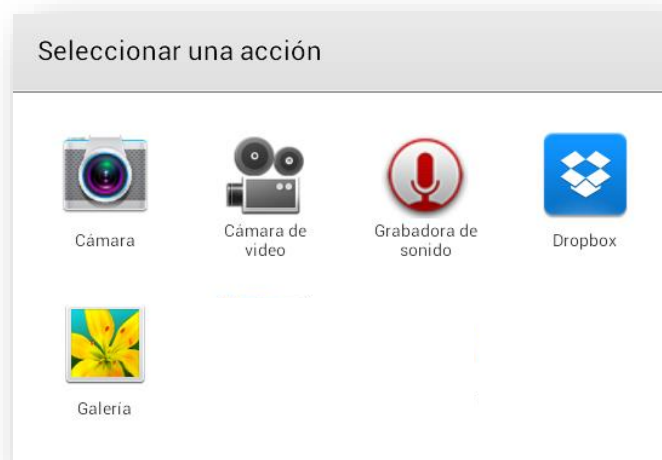 Seleccionar una acción
Cámara
Cámara de
video
Grabadora de
sonido
Dropbox
Galería